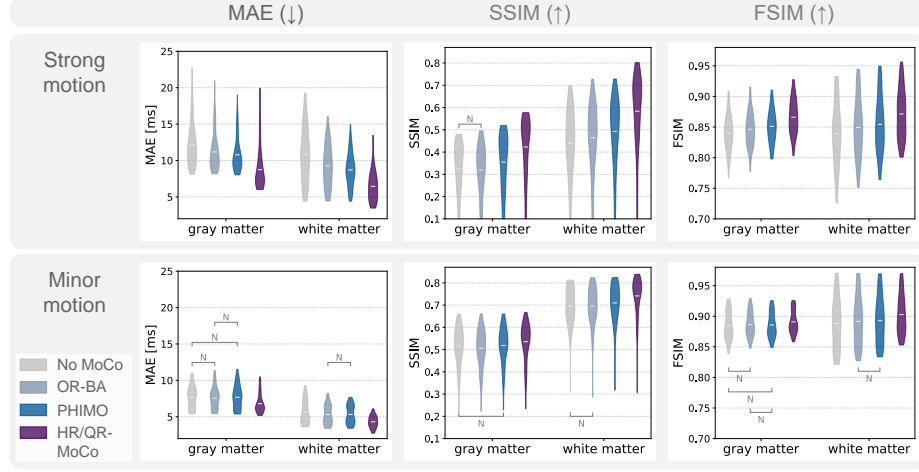 MAE (↓)
SSIM (↑)
FSIM (↑)
Strong
motion
MAE [ms]
25
20
15
10
5
gray matter
white matter
SSIM
0.8
0.7
0.6
0.5
0.4
0.3
0.2
0.1
N
gray matter
white matter
FSIM
0.95
0.90
0.85
0.80
0.75
0.70
gray matter
white matter
Minor
motion
No MoCo
OR-BA
PHIMO
HR/QR-
MoCo
MAE [ms]
25
20
15
10
5
N
N
N
N
gray matter
white matter
SSIM
0.8
0.7
0.6
0.5
0.4
0.3
0.2
0.1
N
N
gray matter
white matter
FSIM
0.95
0.90
0.85
0.80
0.75
0.70
N
N
N
N
gray matter
white matter